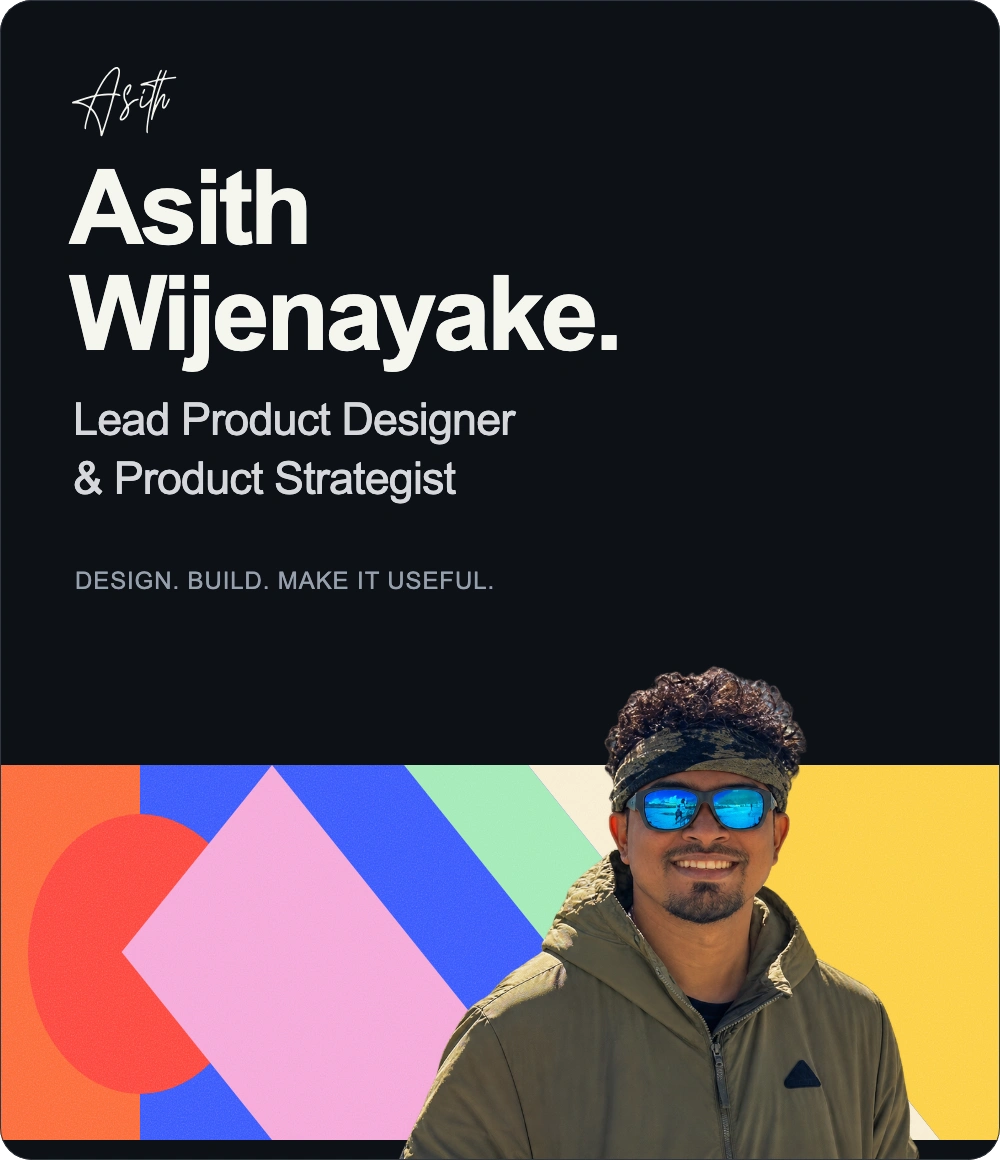 Asith
Asith
Wijenayake.
Lead Product Designer
& Product Strategist
DESIGN. BUILD. MAKE IT USEFUL.